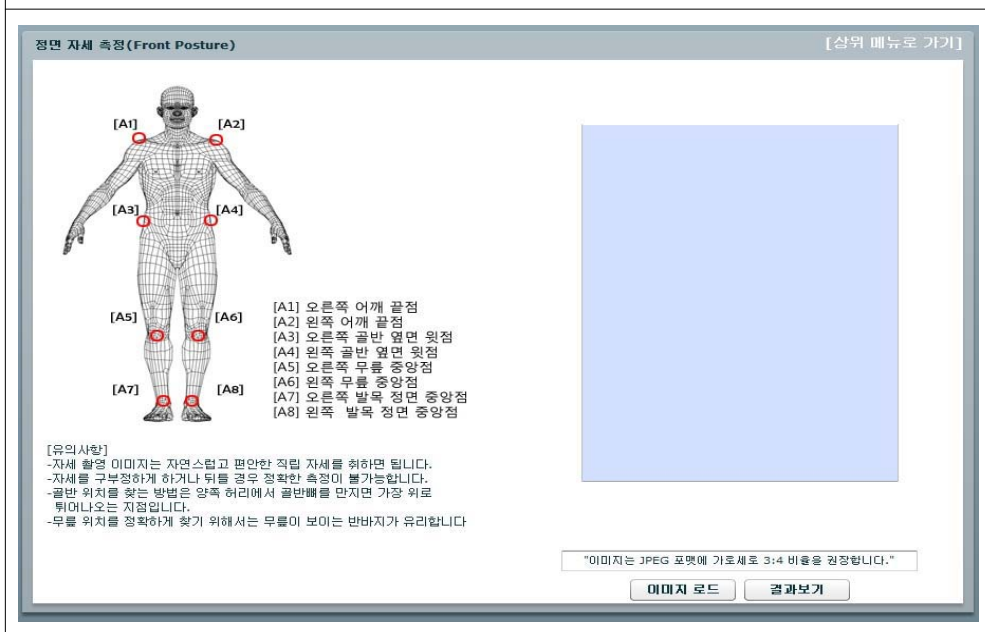 정면 자세 측정(Front Posture)
[상위 메뉴로 가기]
[A1]
[A2]
[A3]
[A4]
[A5]
[A6]
[A7]
[A8]
[A1] 오른쪽 어깨 끝점
[A2] 왼쪽 어깨 끝점
[A3] 오른쪽 골반 옆면 윗점
[A4] 왼쪽 골반 옆면 윗점
[A5] 오른쪽 무릎 중앙점
[A6] 왼쪽 무릎 중앙점
[A7] 오른쪽 발목 정면 중앙점
[A8] 왼쪽 발목 정면 중앙점
[유의사항]
-자세 촬영 이미지는 자연스럽고 편안한 직립 자세를 취하면 됩니다.
-자세를 구부정하게 하거나 뒤틀 경우 정확한 측정이 불가능합니다.
-골반 위치를 찾는 방법은 양쪽 허리에서 골반뼈를 만지면 가장 위로
튀어나오는 지점입니다.
-무릎 위치를 정확하게 찾기 위해서는 무릎이 보이는 반바지가 유리합니다
"이미지는 JPEG 포맷에 가로세로 3:4 비율을 권장합니다."
이미지 로드
결과보기